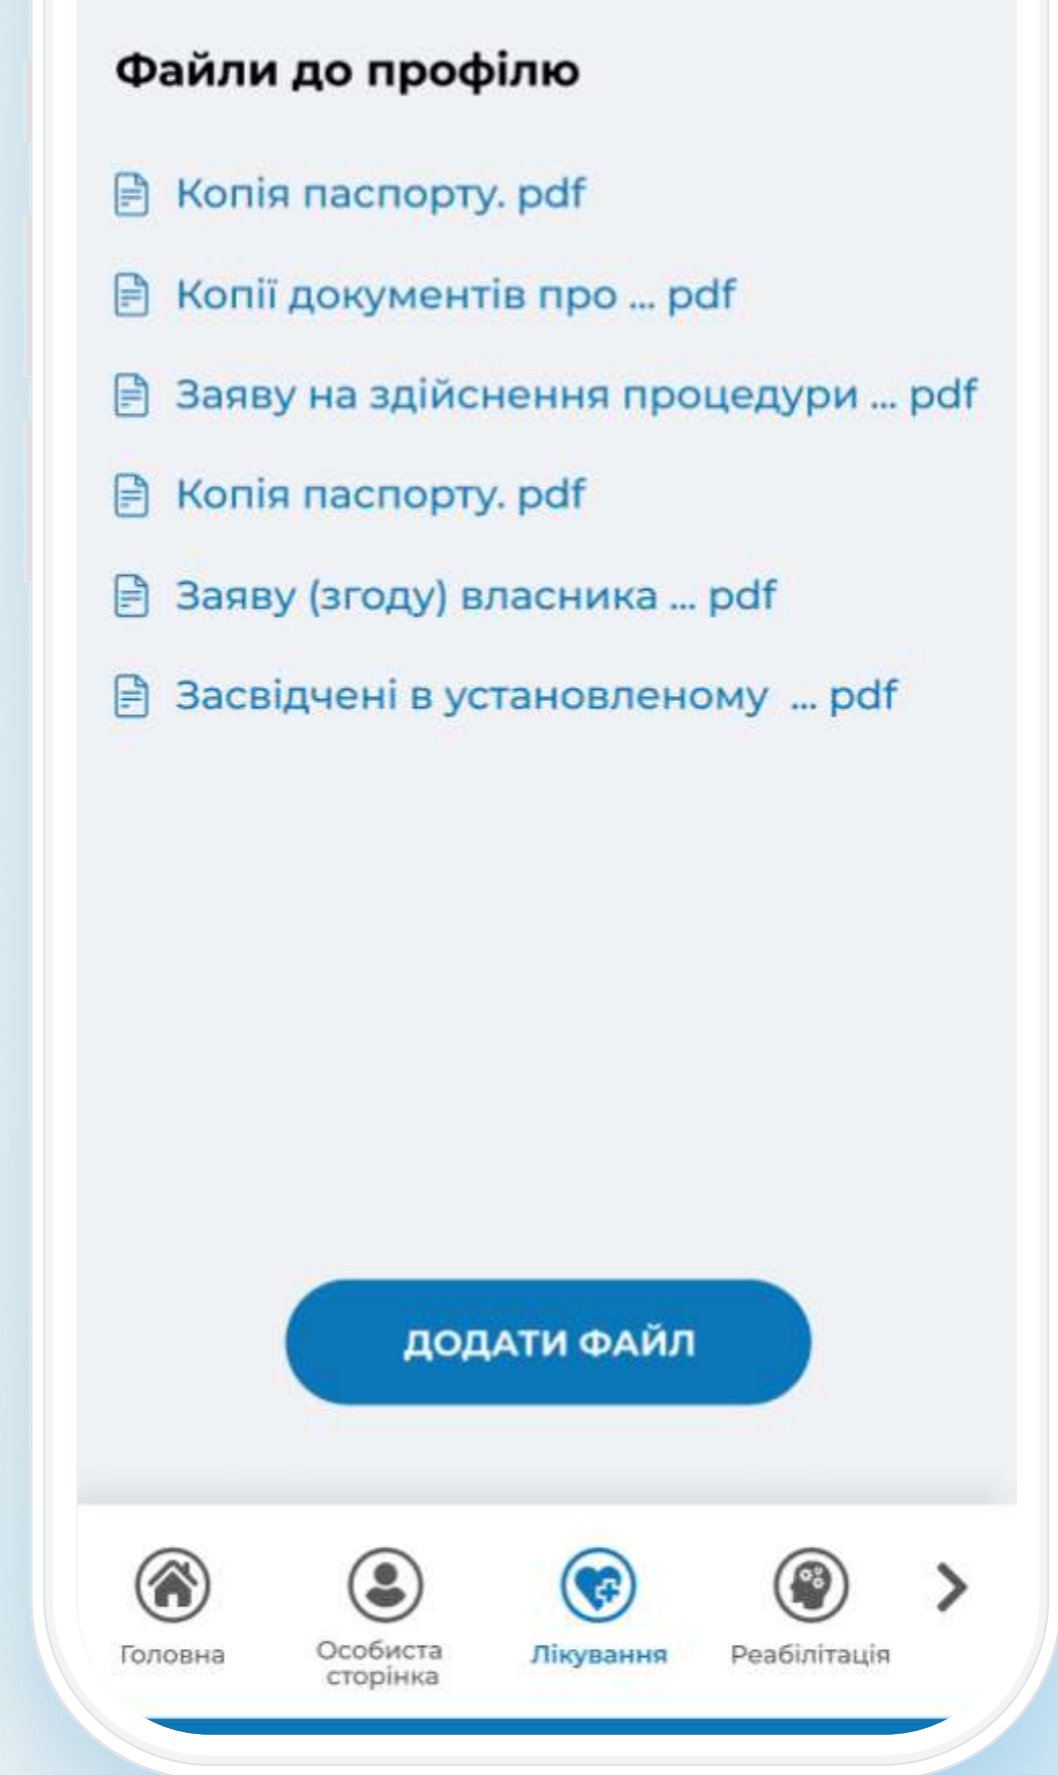 Файли до профілю
Копія паспорту. pdf
Копії документів про ... pdf
Заяву на здійснення процедури ... pdf
Копія паспорту. pdf
Заяву (згоду) власника ... pdf
Засвідчені в установленому ... pdf
ДОДАТИ ФАЙЛ
Головна
Особиста
сторінка
Лікування
Реабілітація